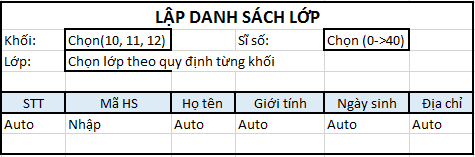 LẬP DANH SÁCH LỚP
Khối: Chọn(10, 11, 12) Sĩ số: Chọn (0->40)
Lớp: Chọn lớp theo quy định từng khối
STT Mã HS Họ tên Giới tính Ngày sinh Địa chỉ
Auto Nhập Auto Auto Auto Auto